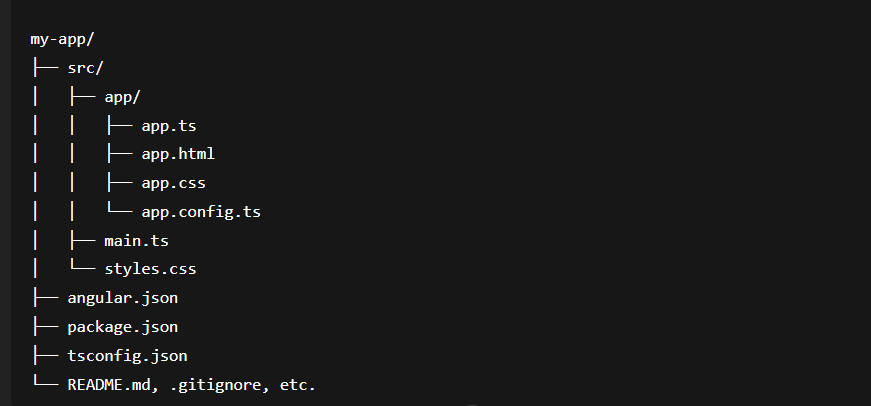 my-app/
├── src/
│   ├── app/
│   │   ├── app.ts
│   │   ├── app.html
│   │   ├── app.css
│   │   └── app.config.ts
│   ├── main.ts
│   └── styles.css
├── angular.json
├── package.json
├── tsconfig.json
└── README.md, .gitignore, etc.